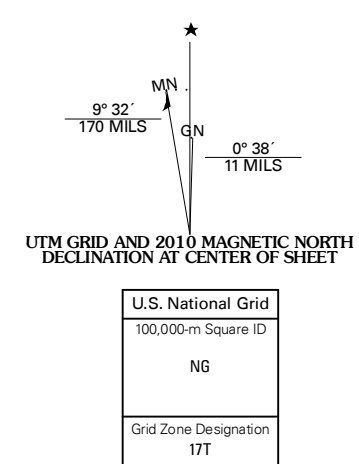 MN
9° 32´
170 MILS
GN
0° 38´
11 MILS
UTM GRID AND 2010 MAGNETIC NORTH
DECLINATION AT CENTER OF SHEET
U.S. National Grid
100,000-m Square ID
NG
Grid Zone Designation
17T